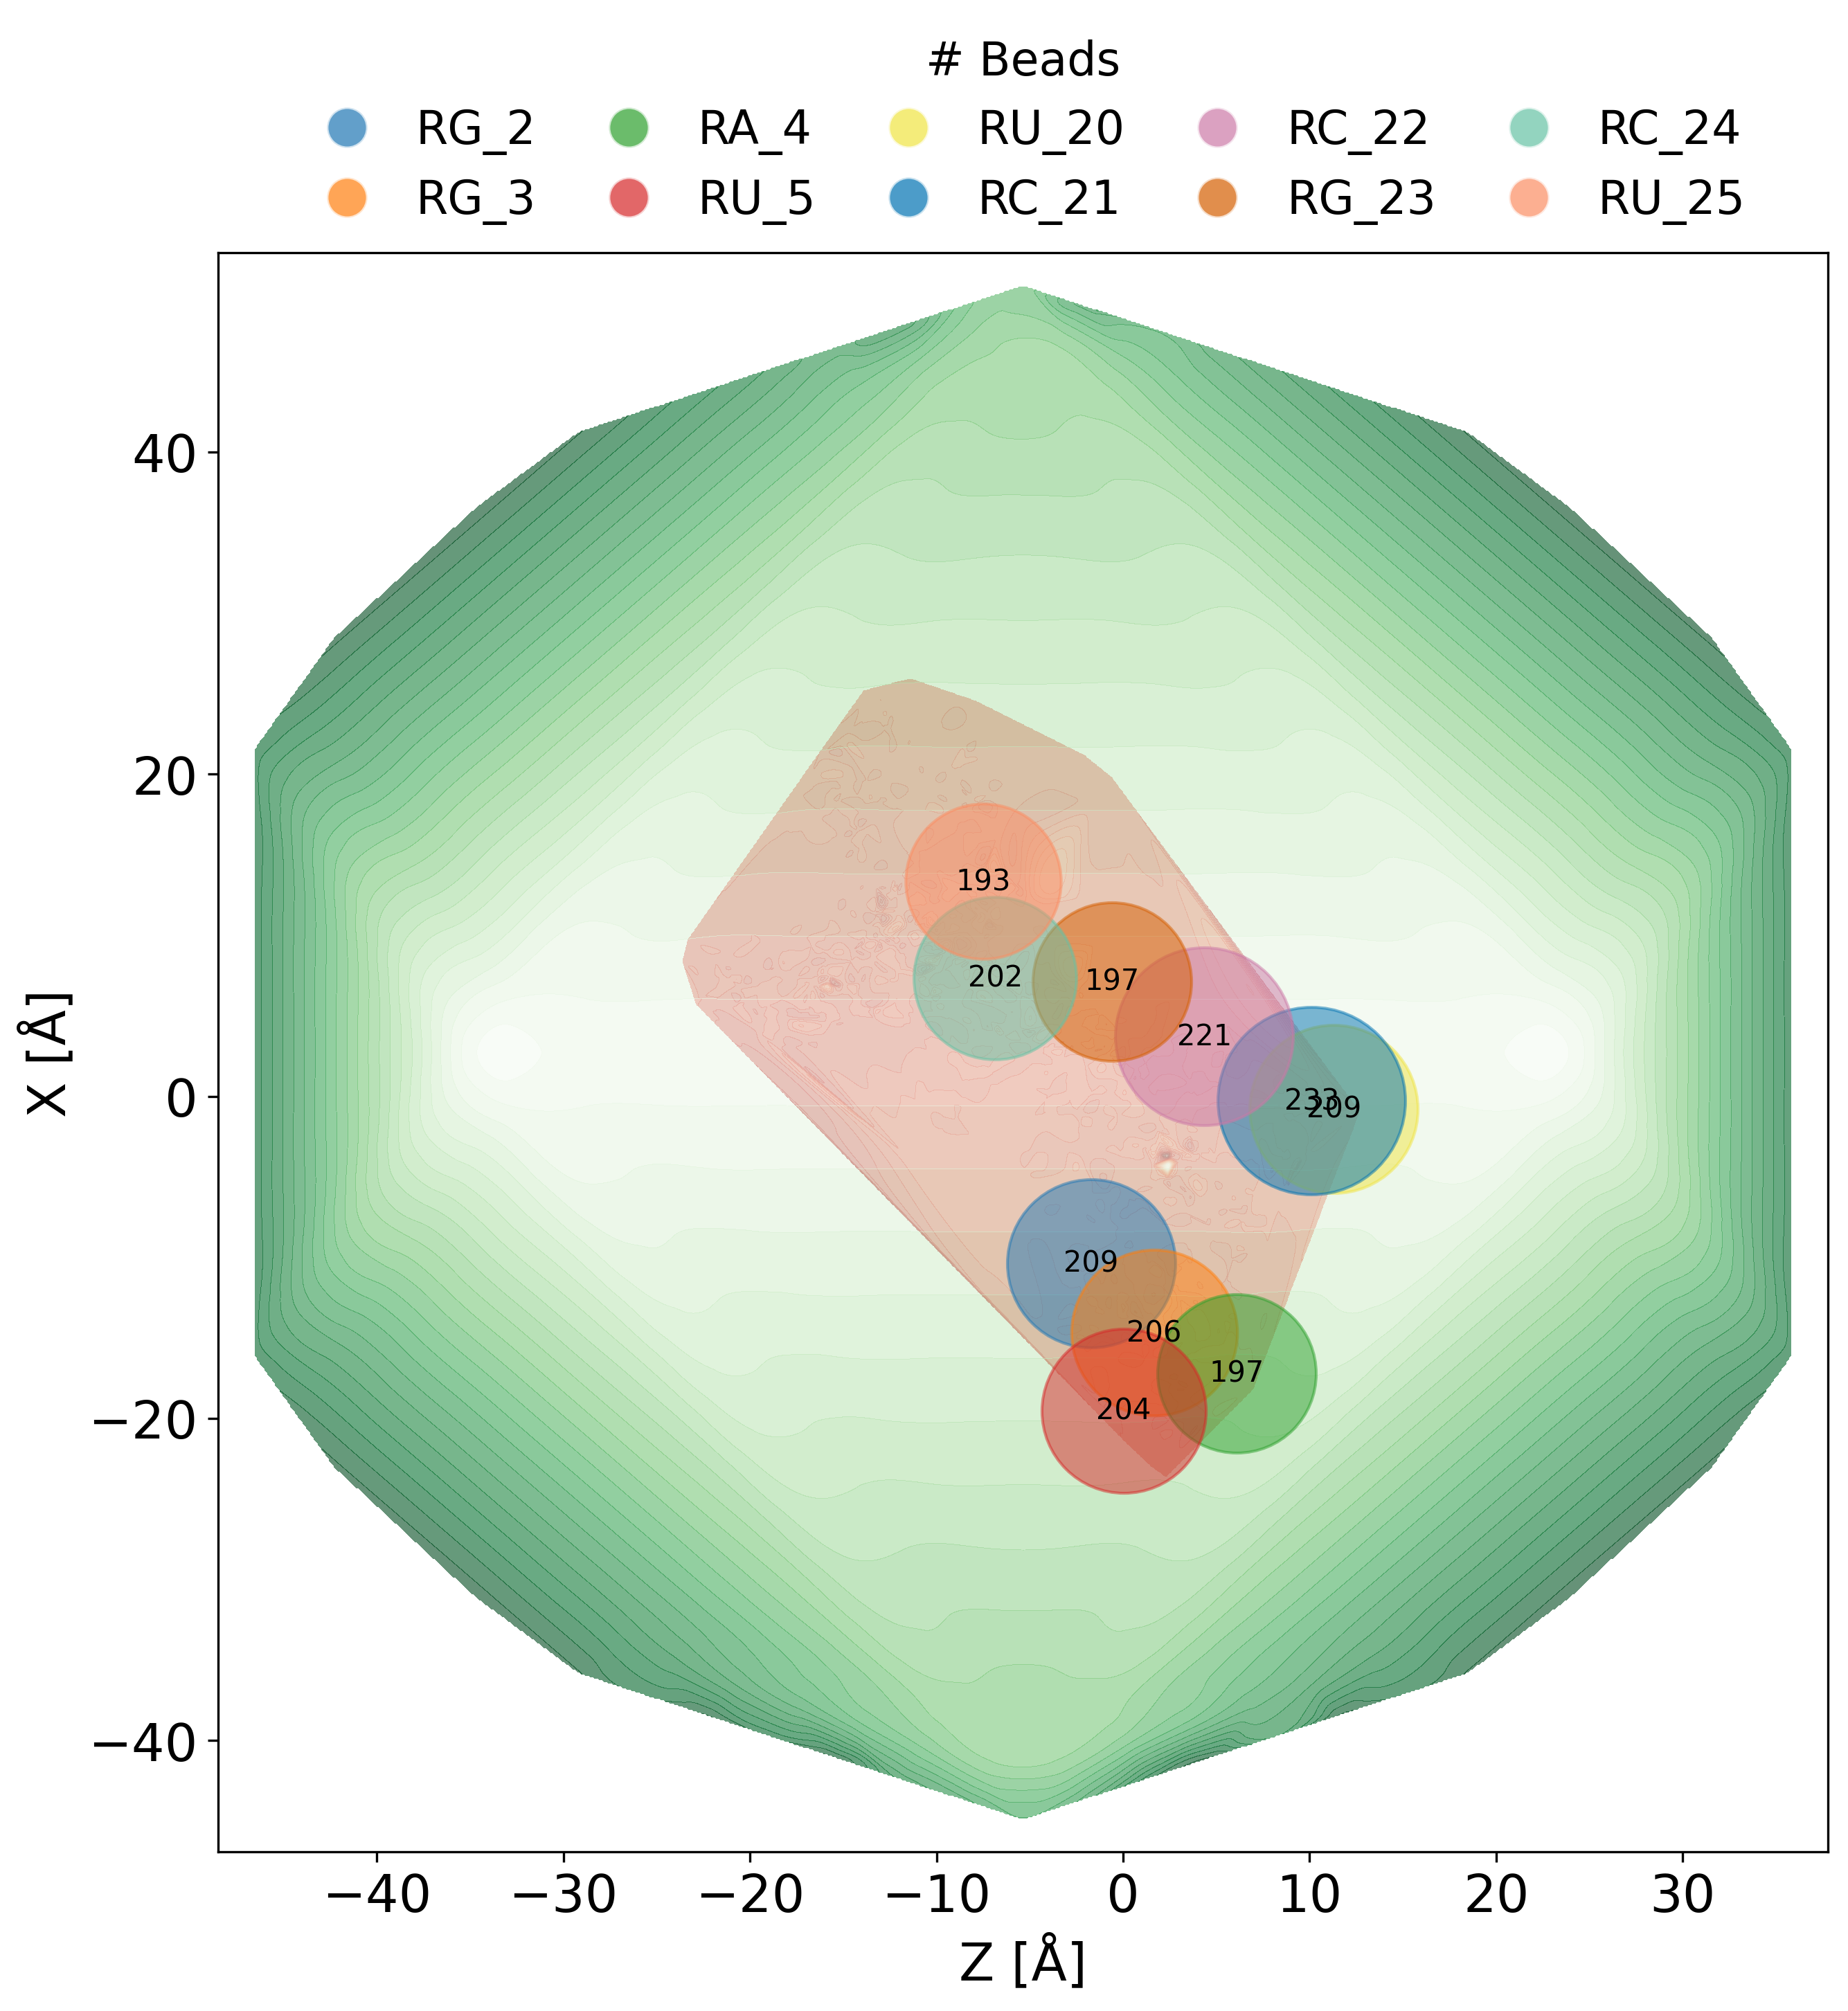 # Beads
RG_2 RA_4 RU_20 RC_22 RC_24
RG_3 RU_5 RC_21 RG_23 RU_25
40
20
0
−20
−40
X [Å]
193
202
197
221
233
209
209
206
197
204
−40 −30 −20 −10 0 10 20 30
Z [Å]